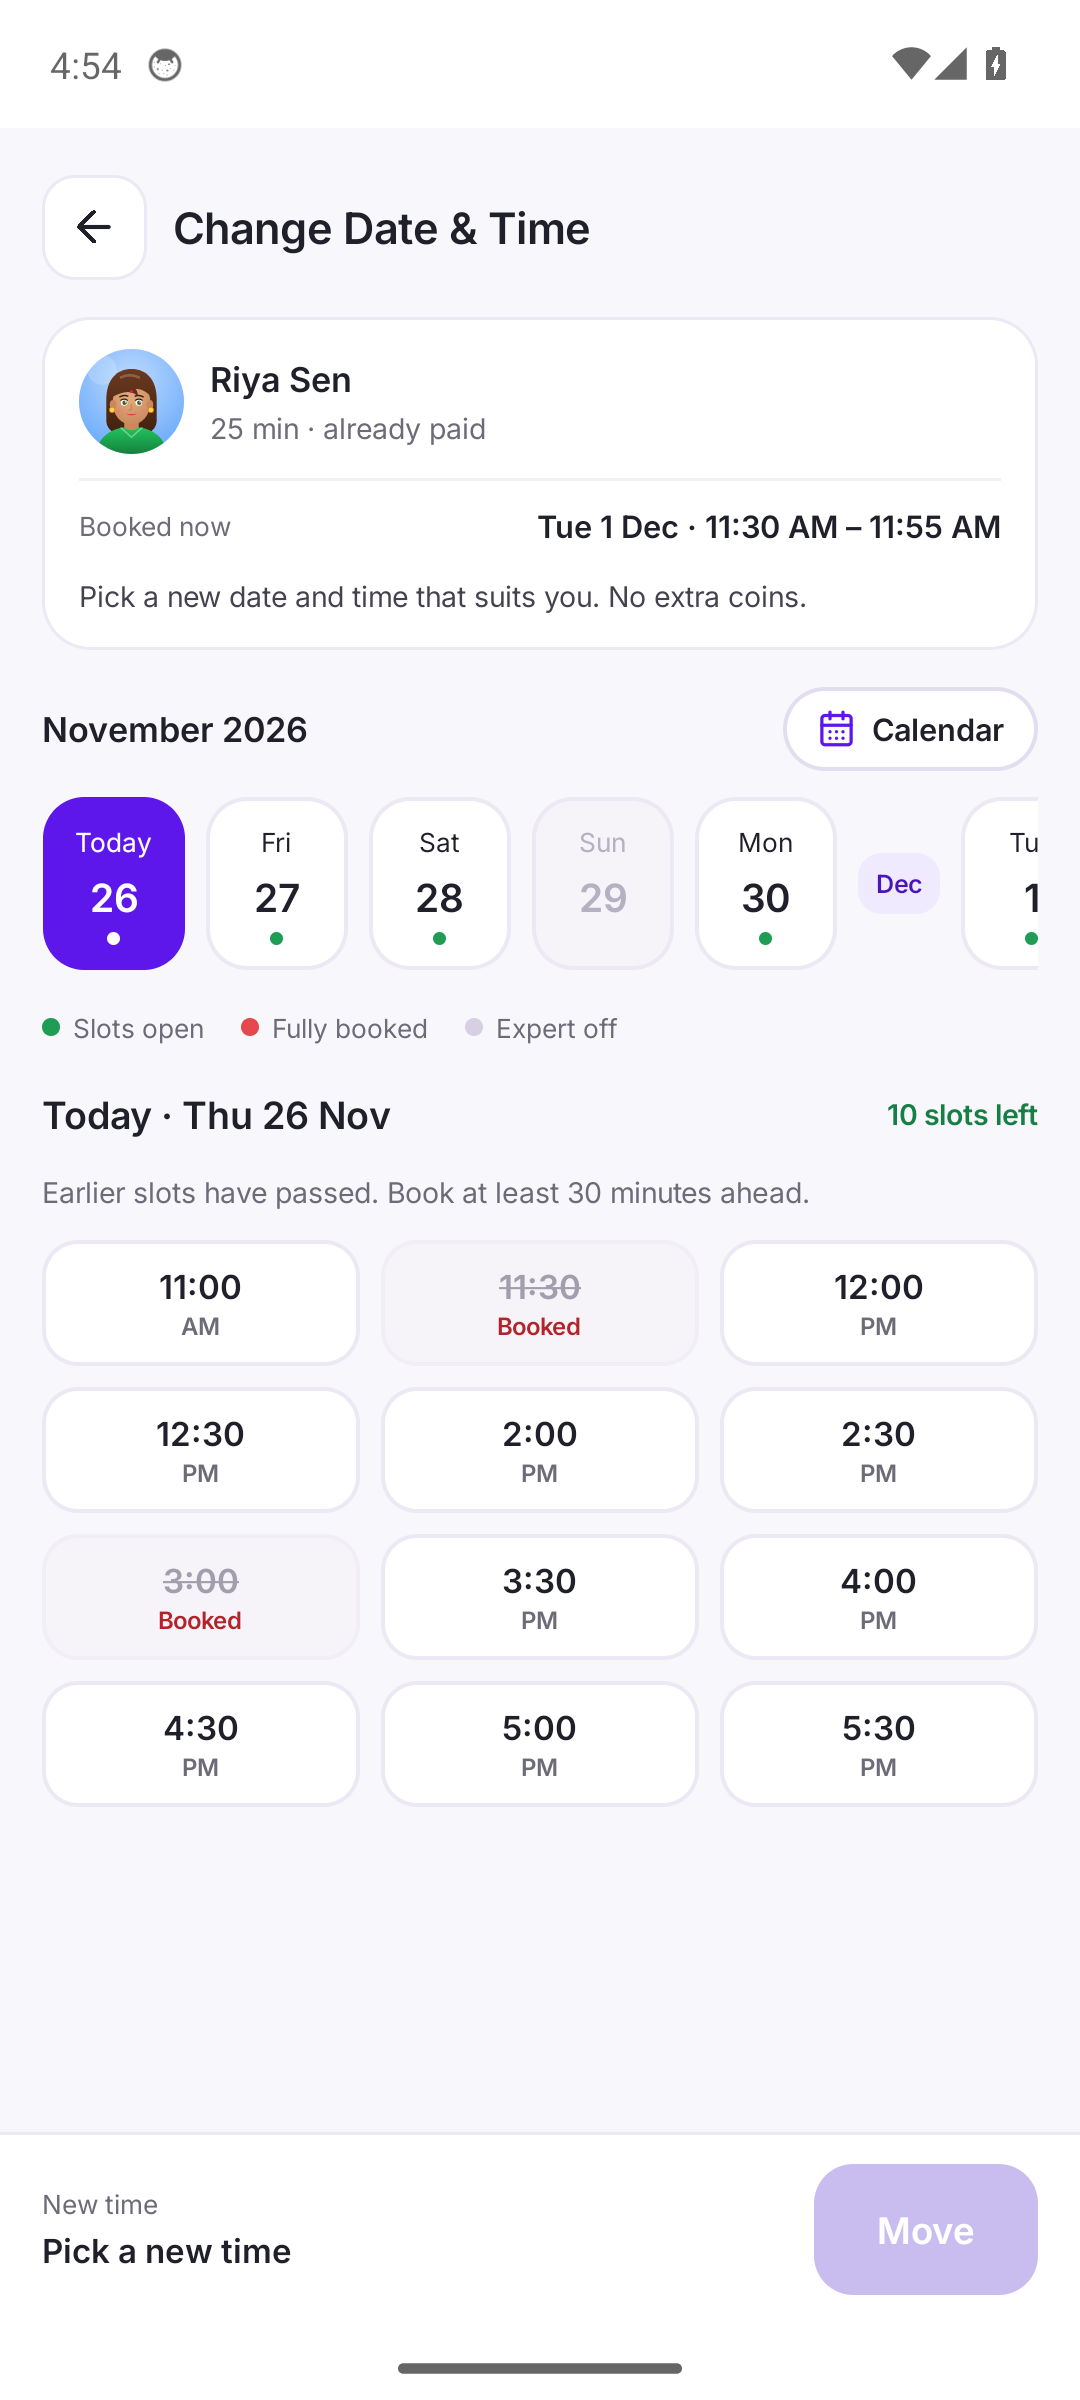 4:54
Change Date & Time
Riya Sen
25 min · already paid
Booked now
Tue 1 Dec · 11:30 AM – 11:55 AM
Pick a new date and time that suits you. No extra coins.
November 2026
Calendar
Today
26
Fri
27
Sat
28
Sun
29
Mon
30
Dec
Tu
1
Slots open
Fully booked
Expert off
Today · Thu 26 Nov
10 slots left
Earlier slots have passed. Book at least 30 minutes ahead.
11:00
AM
11:30
Booked
12:00
PM
12:30
PM
2:00
PM
2:30
PM
3:00
Booked
3:30
PM
4:00
PM
4:30
PM
5:00
PM
5:30
PM
New time
Pick a new time
Move